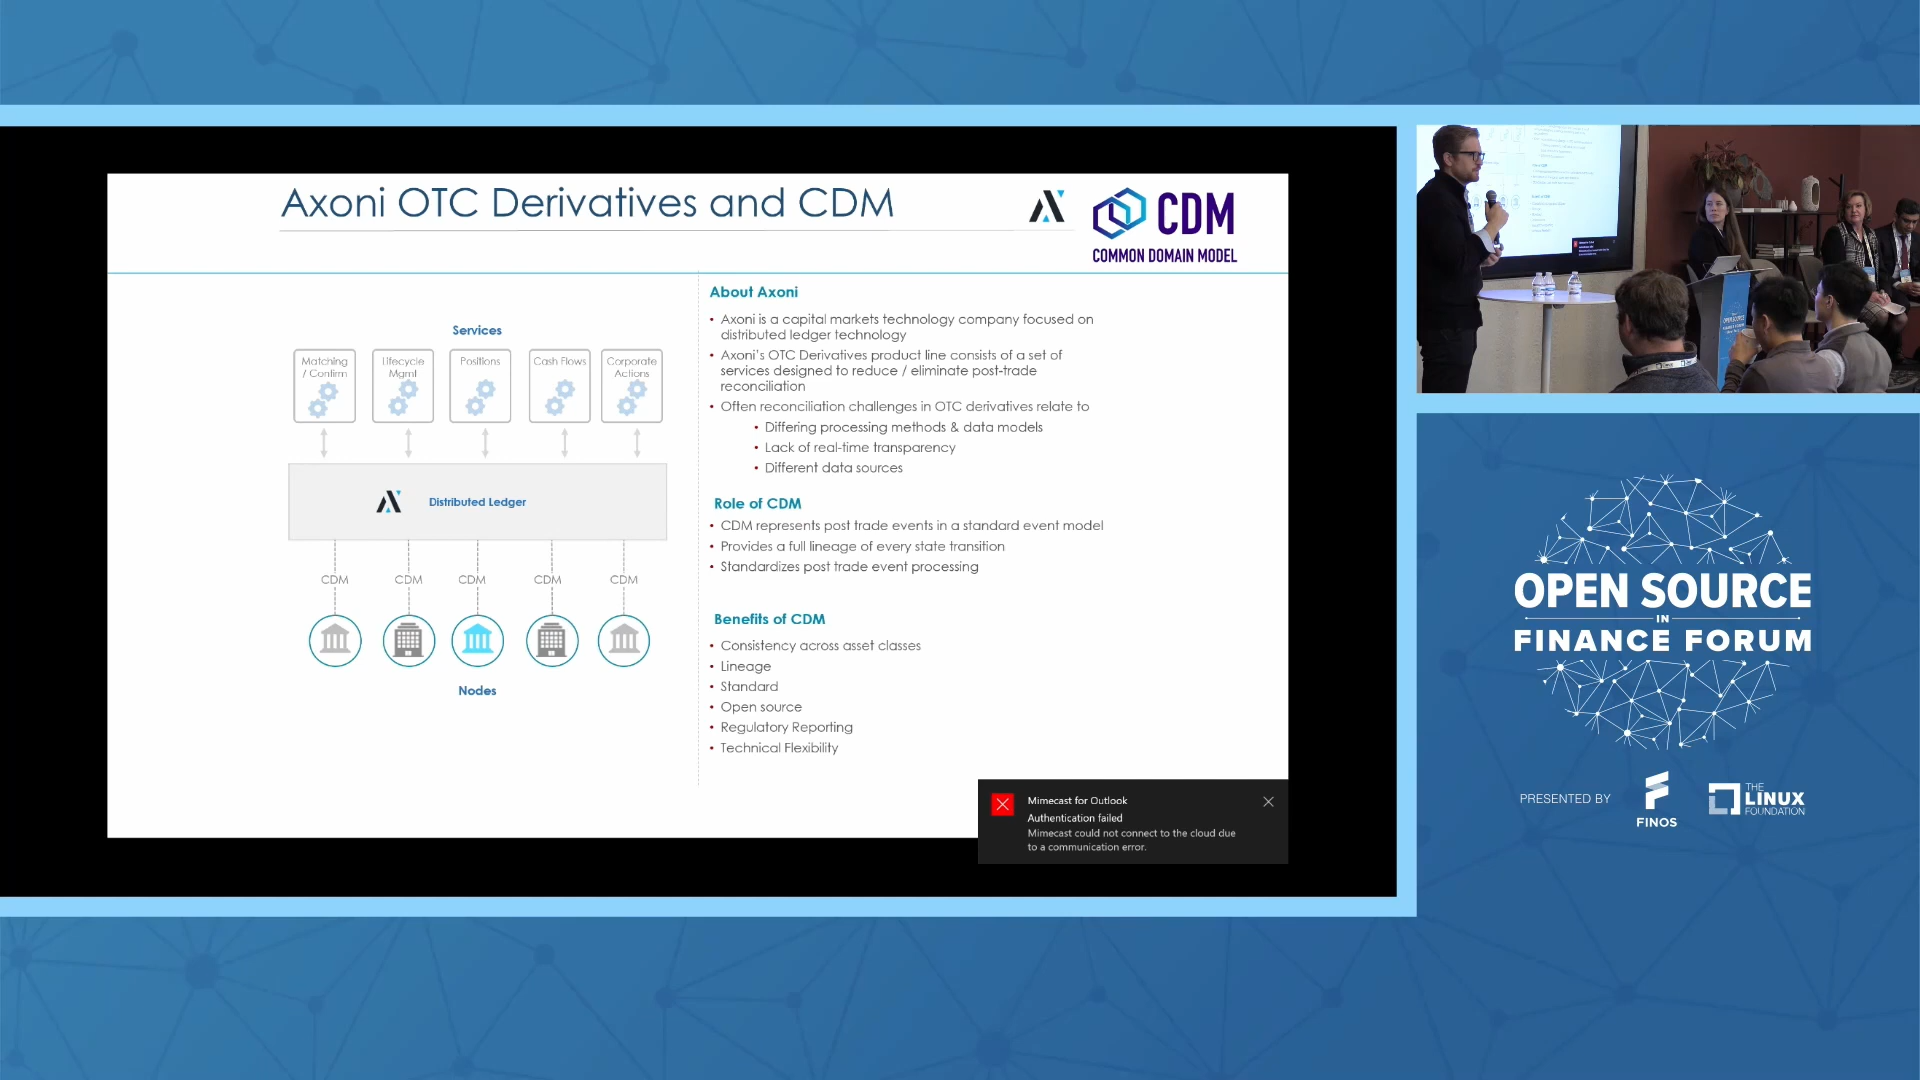 Axoni OTC Derivatives and CDM
CDM
COMMON DOMAIN MODEL
Services
Matching
/ Confirm
Lifecycle
Mgmt
Positions
Cash Flows
Corporate
Actions
Distributed Ledger
CDM
CDM
CDM
CDM
CDM
Nodes
About Axoni
• Axoni is a capital markets technology company focused on
distributed ledger technology
• Axoni's OTC Derivatives product line consists of a set of
services designed to reduce / eliminate post-trade
reconciliation
• Often reconciliation challenges in OTC derivatives relate to
• Differing processing methods & data models
• Lack of real-time transparency
• Different data sources
Role of CDM
• CDM represents post trade events in a standard event model
• Provides a full lineage of every state transition
• Standardizes post trade event processing
Benefits of CDM
• Consistency across asset classes
• Lineage
• Standard
• Open source
• Regulatory Reporting
• Technical Flexibility
Mimecast for Outlook
Authentication failed
Mimecast could not connect to the cloud due
to a communication error.
OPEN SOURCE
IN
FINANCE FORUM
PRESENTED BY
FINOS
THE
LINUX
FOUNDATION